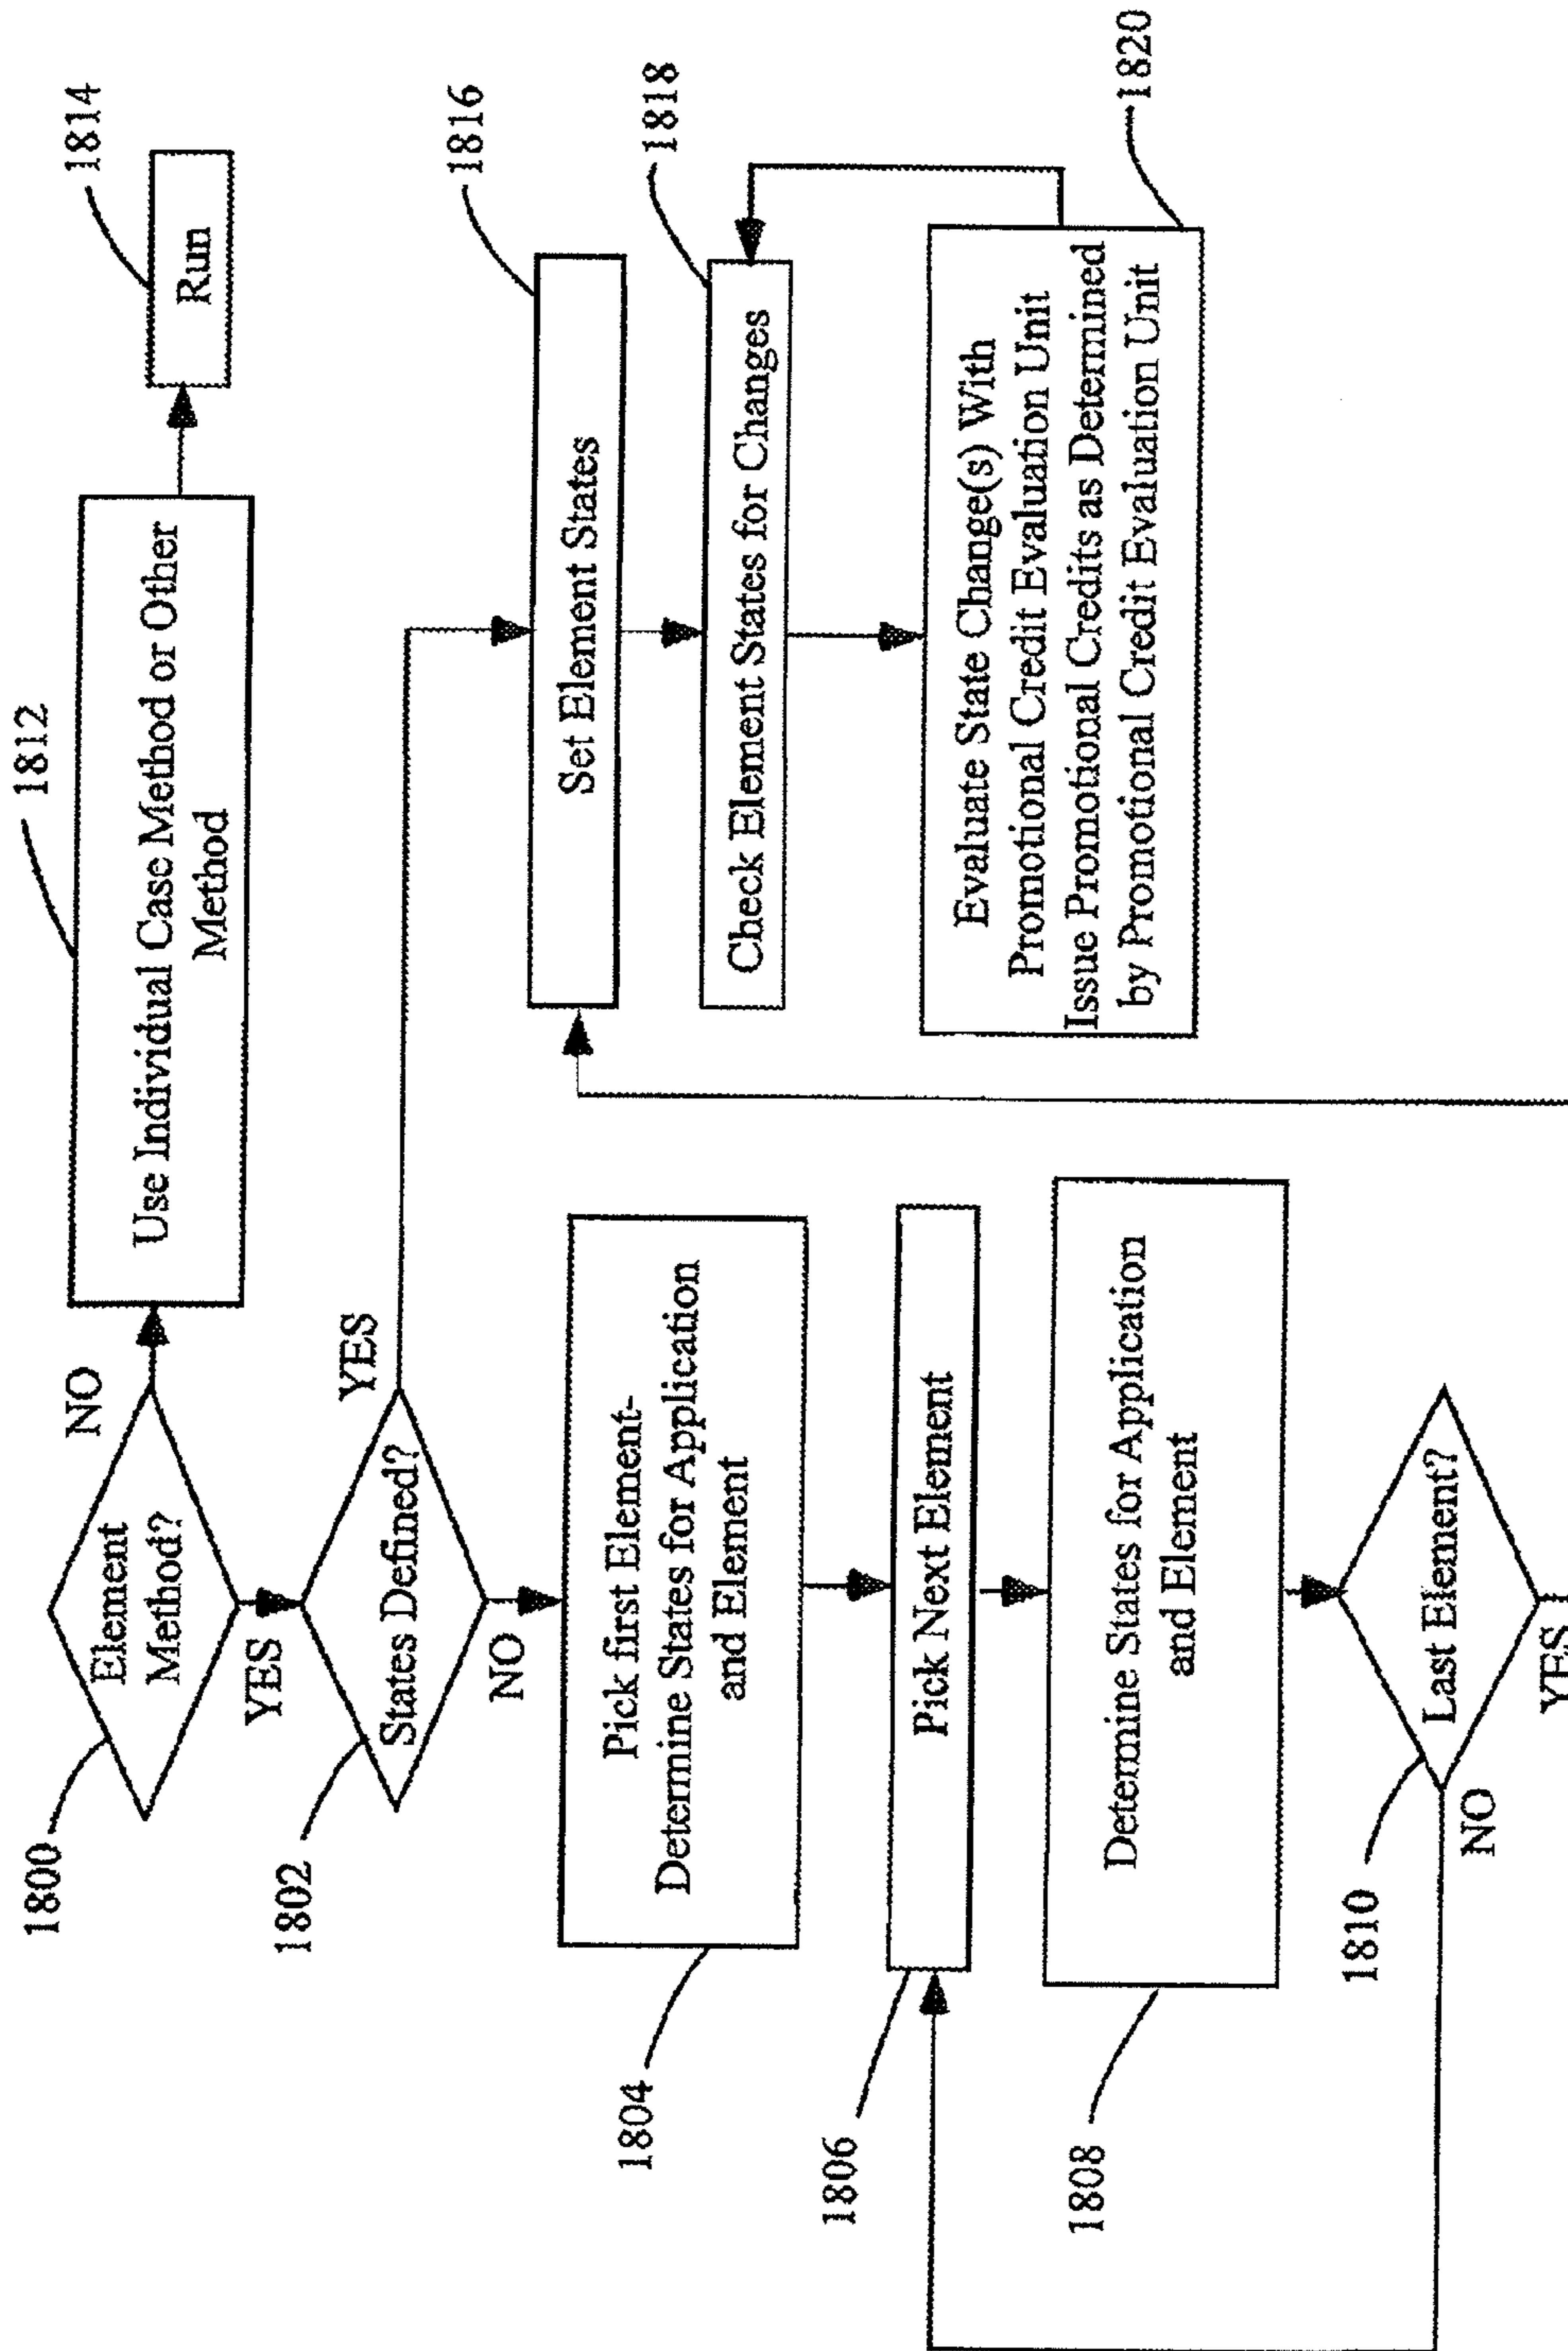 1800
Element
Method?
NO
YES
1812
Use Individual Case Method or Other
Method
1814
Run
1802
States Defined?
YES
NO
1804
Pick first Element-
Determine States for Application
and Element
1806
Pick Next Element
1808
Determine States for Application
and Element
1810
Last Element?
NO
YES
1816
Set Element States
1818
Check Element States for Changes
Evaluate State Change(s) With
Promotional Credit Evaluation Unit
Issue Promotional Credits as Determined
by Promotional Credit Evaluation Unit
1820